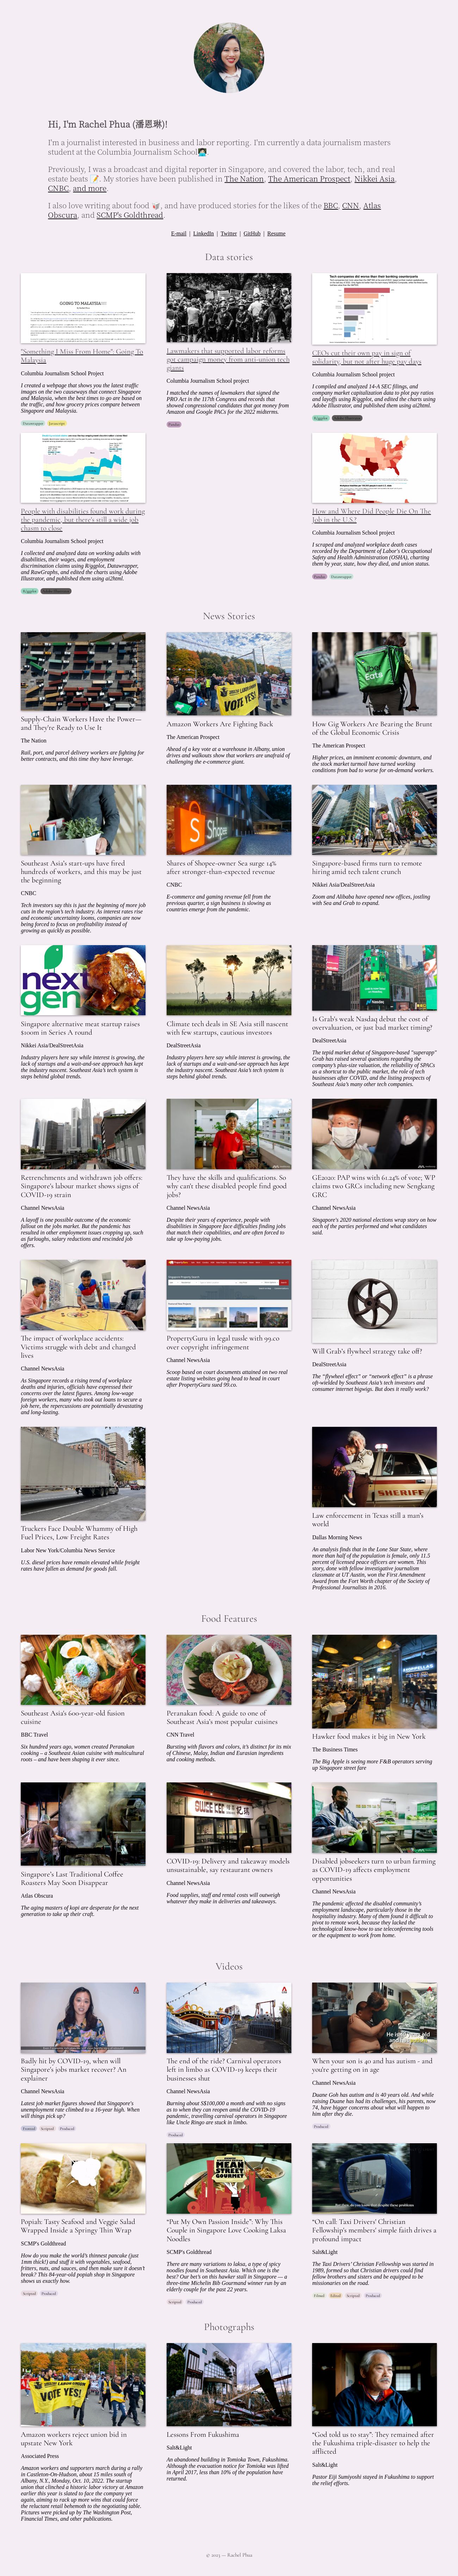 Hi, I'm Rachel Phua (潘恩琳)!
I'm a journalist interested in business and labor reporting. I'm currently a data journalism masters
student at the Columbia Journalism School
Previously, I was a broadcast and digital reporter in Singapore, and covered the labor, tech, and real
estate beats 📝. My stories have been published in The Nation, The American Prospect, Nikkei Asia,
CNBC, and more.
I also love writing about food 🥡, and have produced stories for the likes of the BBC, CNN, Atlas
Obscura, and SCMP's Goldthread.
E-mail | LinkedIn | Twitter | GitHub | Resume
Data stories
GOING TO MALAYSIA
"Something I Miss From Home": Going To
Malaysia
Columbia Journalism School Project
I created a webpage that shows you the latest traffic
images on the two causeways that connect Singapore
and Malaysia, when the best times to go are based on
the traffic, and how grocery prices compare between
Singapore and Malaysia.
Datawrapper Javascript
Lawmakers that supported labor reforms
got campaign money from anti-union tech
giants
Columbia Journalism School project
I matched the names of lawmakers that signed the
PRO Act in the 117th Congress and records that
showed congressional candidates that got money from
Amazon and Google PACs for the 2022 midterms.
Pandas
Tech companies did worse than their banking counterparts
CEOs cut their own pay in sign of
solidarity, but not after huge pay days
Columbia Journalism School project
I compiled and analyzed 14-A SEC filings, and
company market capitalization data to plot pay ratios
and layoffs using R/ggplot, and edited the charts using
Adobe Illustrator, and published them using ai2html.
R/ggplot Adobe Illustrator
People with disabilities found work during
the pandemic, but there's still a wide job
chasm to close
Columbia Journalism School project
I collected and analyzed data on working adults with
disabilities, their wages, and employment
discrimination claims using R/ggplot, Datawrapper,
and RawGraphs, and edited the charts using Adobe
Illustrator, and published them using ai2html.
R/ggplot Adobe Illustrator
How and Where Did People Die On The
Job in the U.S.?
Columbia Journalism School project
I scraped and analyzed workplace death cases
recorded by the Department of Labor's Occupational
Safety and Health Administration (OSHA), charting
them by year, state, how they died, and union status.
Pandas Datawrapper
News Stories
Supply-Chain Workers Have the Power—
and They're Ready to Use It
The Nation
Rail, port, and parcel delivery workers are fighting for
better contracts, and this time they have leverage.
VOTE YES!
Amazon Workers Are Fighting Back
The American Prospect
Ahead of a key vote at a warehouse in Albany, union
drives and walkouts show that workers are unafraid of
challenging the e-commerce giant.
Uber
Eats
How Gig Workers Are Bearing the Brunt
of the Global Economic Crisis
The American Prospect
Higher prices, an imminent economic downturn, and
the stock market turmoil have turned working
conditions from bad to worse for on-demand workers.
Southeast Asia's start-ups have fired
hundreds of workers, and this may be just
the beginning
CNBC
Tech investors say this is just the beginning of more job
cuts in the region's tech industry. As interest rates rise
and economic uncertainty looms, companies are now
being forced to focus on profitability instead of
growing as quickly as possible.
Shares of Shopee-owner Sea surge 14%
after stronger-than-expected revenue
CNBC
E-commerce and gaming revenue fell from the
previous quarter, a sign business is slowing as
countries emerge from the pandemic.
Singapore-based firms turn to remote
hiring amid tech talent crunch
Nikkei Asia/DealStreetAsia
Zoom and Alibaba have opened new offices, jostling
with Sea and Grab to expand.
next
gen
Singapore alternative meat startup raises
$100m in Series A round
Nikkei Asia/DealStreetAsia
Industry players here say while interest is growing, the
lack of startups and a wait-and-see approach has kept
the industry nascent. Southeast Asia's tech system is
steps behind global trends.
Climate tech deals in SE Asia still nascent
with few startups, cautious investors
DealStreetAsia
Industry players here say while interest is growing, the
lack of startups and a wait-and-see approach has kept
the industry nascent. Southeast Asia's tech system is
steps behind global trends.
Is Grab's weak Nasdaq debut the cost of
overvaluation, or just bad market timing?
DealStreetAsia
The tepid market debut of Singapore-based "superapp"
Grab has raised several questions regarding the
company's plus-size valuation, the reliability of SPACs
as a shortcut to the public market, the role of tech
businesses after COVID, and the listing prospects of
Southeast Asia's many other tech companies.
Retrenchments and withdrawn job offers:
Singapore's labour market shows signs of
COVID-19 strain
Channel NewsAsia
A layoff is one possible outcome of the economic
fallout on the job market. But the pandemic has
resulted in other employment issues cropping up, such
as furloughs, salary reductions and rescinded job
offers.
They have the skills and qualifications. So
why can't these disabled people find good
jobs?
Channel NewsAsia
Despite their years of experience, people with
disabilities in Singapore face difficulties finding jobs
that match their capabilities, and are often forced to
take up low-paying jobs.
GE2020: PAP wins with 61.24% of vote; WP
claims two GRCs including new Sengkang
GRC
Channel NewsAsia
Singapore's 2020 national elections wrap story on how
each of the parties performed and what candidates
said.
The impact of workplace accidents:
Victims struggle with debt and changed
lives
Channel NewsAsia
As Singapore records a rising trend of workplace
deaths and injuries, officials have expressed their
concerns over the latest figures. Among low-wage
foreign workers, many who took out loans to secure a
job here, the repercussions are potentially devastating
and long-lasting.
PropertyGuru in legal tussle with 99.co
over copyright infringement
Channel NewsAsia
Scoop based on court documents attained on two real
estate listing websites going head to head in court
after PropertyGuru sued 99.co.
Will Grab's flywheel strategy take off?
DealStreetAsia
The "flywheel effect" or "network effect" is a phrase
oft-wielded by Southeast Asia's tech investors and
consumer internet bigwigs. But does it really work?
Truckers Face Double Whammy of High
Fuel Prices, Low Freight Rates
Labor New York/Columbia News Service
U.S. diesel prices have remain elevated while freight
rates have fallen as demand for goods fall.
SHERIFF
Law enforcement in Texas still a man's
world
Dallas Morning News
An analysis finds that in the Lone Star State, where
more than half of the population is female, only 11.5
percent of licensed peace officers are women. This
story, done with fellow investigative journalism
classmate at UT Austin, won the First Amendment
Award from the Fort Worth chapter of the Society of
Professional Journalists in 2016.
Food Features
Southeast Asia's 600-year-old fusion
cuisine
BBC Travel
Six hundred years ago, women created Peranakan
cooking – a Southeast Asian cuisine with multicultural
roots – and have been shaping it ever since.
Peranakan food: A guide to one of
Southeast Asia's most popular cuisines
CNN Travel
Bursting with flavors and colors, it's distinct for its mix
of Chinese, Malay, Indian and Eurasian ingredients
and cooking methods.
Hawker food makes it big in New York
The Business Times
The Big Apple is seeing more F&B operators serving
up Singapore street fare
Singapore's Last Traditional Coffee
Roasters May Soon Disappear
Atlas Obscura
The aging masters of kopi are desperate for the next
generation to take up their craft.
COVID-19: Delivery and takeaway models
unsustainable, say restaurant owners
Channel NewsAsia
Food supplies, staff and rental costs will outweigh
whatever they make in deliveries and takeaways.
Disabled jobseekers turn to urban farming
as COVID-19 affects employment
opportunities
Channel NewsAsia
The pandemic affected the disabled community's
employment landscape, particularly those in the
hospitality industry. Many of them found it difficult to
pivot to remote work, because they lacked the
technological know-how to use teleconferencing tools
or the equipment to work from home.
Videos
Badly hit by COVID-19, when will
Singapore's jobs market recover? An
explainer
Channel NewsAsia
Latest job market figures showed that Singapore's
unemployment rate climbed to a 16-year high. When
will things pick up?
Scripted Produced
The end of the ride? Carnival operators
left in limbo as COVID-19 keeps their
businesses shut
Channel NewsAsia
Burning about S$100,000 a month and with no signs
as to when they can reopen amid the COVID-19
pandemic, travelling carnival operators in Singapore
like Uncle Ringo are stuck in limbo.
Produced
When your son is 40 and has autism - and
you're getting on in age
Channel NewsAsia
Duane Goh has autism and is 40 years old. And while
raising Duane has had its challenges, his parents, now
74, have bigger concerns about what will happen to
him after they die.
Produced
Popiah: Tasty Seafood and Veggie Salad
Wrapped Inside a Springy Thin Wrap
SCMP's Goldthread
How do you make the world's thinnest pancake (just
1mm thick!) and stuff it with vegetables, seafood,
fritters, nuts, and sauces, and then make sure it doesn't
break? This 84-year-old popiah shop in Singapore
shows us exactly how.
Scripted Produced
MEAN
STREET
GOURMET
"Put My Own Passion Inside": Why This
Couple in Singapore Love Cooking Laksa
Noodles
SCMP's Goldthread
There are many variations to laksa, a type of spicy
noodles found in Southeast Asia. Which one is the
best? Our bet's on this hawker stall in Singapore — a
three-time Michelin Bib Gourmand winner run by an
elderly couple for the past 22 years.
Scripted Produced
"On call: Taxi Drivers' Christian
Fellowship's members' simple faith drives a
profound impact
Salt&Light
The Taxi Drivers' Christian Fellowship was started in
1989, formed so that Christian drivers could find
fellow brothers and sisters and be equipped to be
missionaries on the road.
Filmed Edited Scripted Produced
Photographs
VOTE YES!
Amazon workers reject union bid in
upstate New York
Associated Press
Amazon workers and supporters march during a rally
in Castleton-On-Hudson, about 15 miles south of
Albany, N.Y., Monday, Oct. 10, 2022. The startup
union that clinched a historic labor victory at Amazon
earlier this year is slated to face the company yet
again, aiming to rack up more wins that could force
the reluctant retail behemoth to the negotiating table.
Pictures were picked up by The Washington Post,
Financial Times, and other publications.
Lessons From Fukushima
Salt&Light
An abandoned building in Tomioka Town, Fukushima.
Although the evacuation notice for Tomioka was lifted
in April 2017, less than 10% of the population have
returned.
"God told us to stay": They remained after
the Fukushima triple-disaster to help the
afflicted
Salt&Light
Pastor Eiji Sumiyoshi stayed in Fukushima to support
the relief efforts.
© 2023 — Rachel Phua